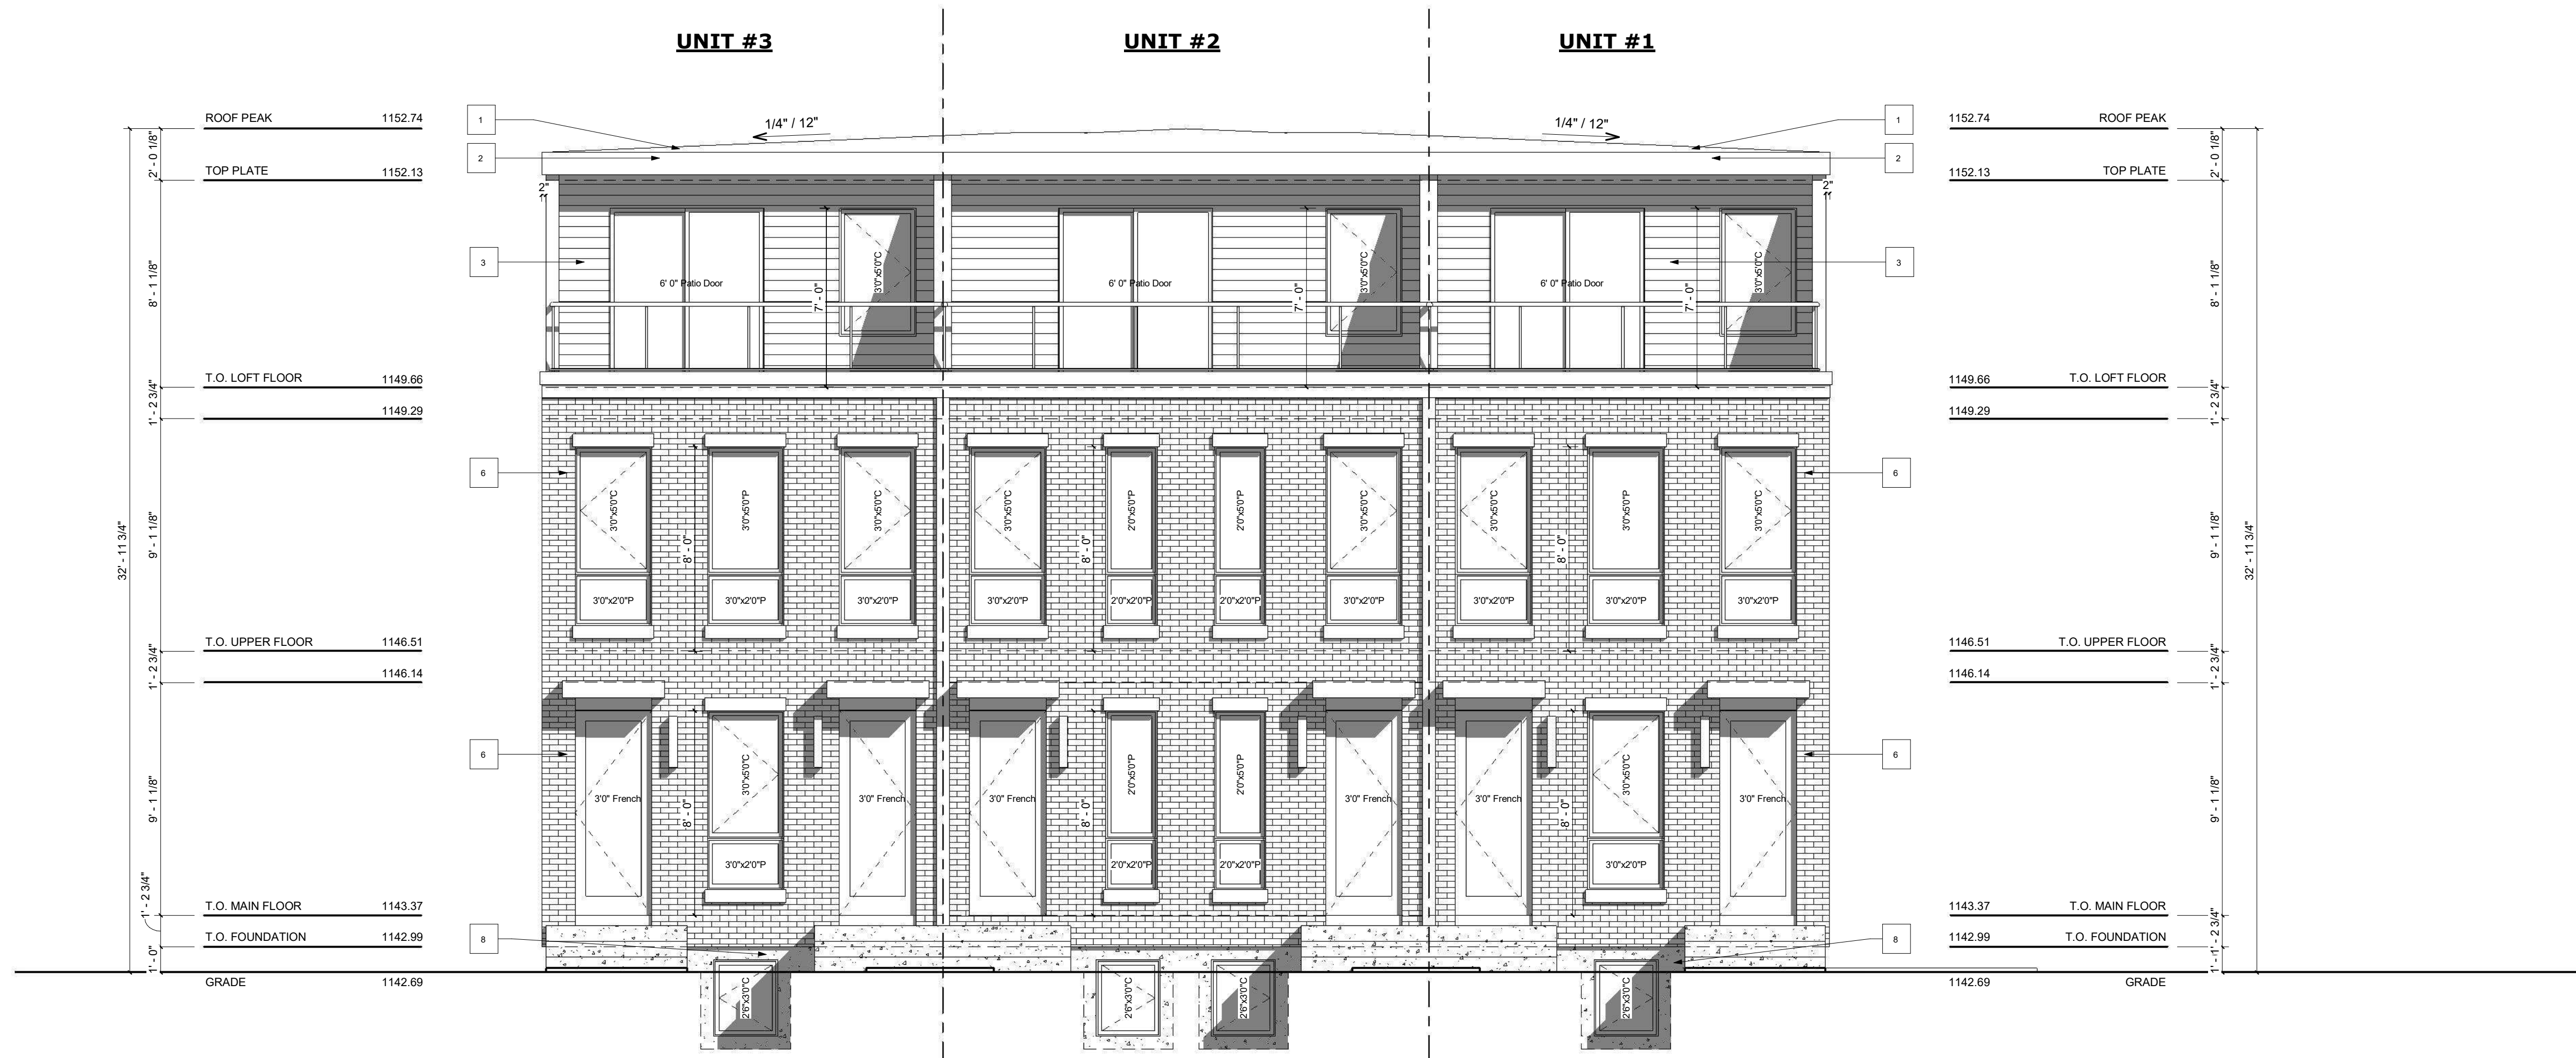 UNIT #3 UNIT #2 UNIT #1
1/4" / 12" 1/4" / 12"
ROOF PEAK 1152.74 1 1 1152.74 ROOF PEAK
2' - 0 1/8" 2 2 2' - 0 1/8"
TOP PLATE 1152.13 1152.13 TOP PLATE
2" 2"
8' - 1 1/8" 3 3 8' - 1 1/8"
6' 0" Patio Door 7' - 0" 3'0"x5'0"C 6' 0" Patio Door 7' - 0" 3'0"x5'0"C 6' 0" Patio Door 7' - 0" 3'0"x5'0"C
T.O. LOFT FLOOR 1149.66 1149.66 T.O. LOFT FLOOR
1' - 2 3/4" 1149.29 1149.29 1' - 2 3/4"
6 6
3'0"x5'0"C 3'0"x5'0"P 3'0"x5'0"C 3'0"x5'0"C 2'0"x5'0"P 2'0"x5'0"P 3'0"x5'0"C 3'0"x5'0"C 3'0"x5'0"P 3'0"x5'0"C
32' - 11 3/4" 9' - 1 1/8" 8' - 0" 8' - 0" 8' - 0" 9' - 1 1/8" 32' - 11 3/4"
3'0"x2'0"P 3'0"x2'0"P 3'0"x2'0"P 3'0"x2'0"P 2'0"x2'0"P 2'0"x2'0"P 3'0"x2'0"P 3'0"x2'0"P 3'0"x2'0"P 3'0"x2'0"P
T.O. UPPER FLOOR 1146.51 1146.51 T.O. UPPER FLOOR
1' - 2 3/4" 1146.14 1146.14 1' - 2 3/4"
6 6
3'0"x5'0"C 2'0"x5'0"P 2'0"x5'0"P 3'0"x5'0"C
9' - 1 1/8" 3'0" French 8' - 0" 3'0" French 3'0" French 8' - 0" 3'0" French 3'0" French 8' - 0" 3'0" French 9' - 1 1/8"
3'0"x2'0"P 2'0"x2'0"P 2'0"x2'0"P 3'0"x2'0"P
1' - 2 3/4" T.O. MAIN FLOOR 1143.37 1143.37 T.O. MAIN FLOOR 1' - 2 3/4"
T.O. FOUNDATION 1142.99 8 8 1142.99 T.O. FOUNDATION
1' - 0" 1' -
GRADE 1142.69 1142.69 GRADE
2'6"x3'0"C 2'6"x3'0"C 2'6"x3'0"C 2'6"x3'0"C